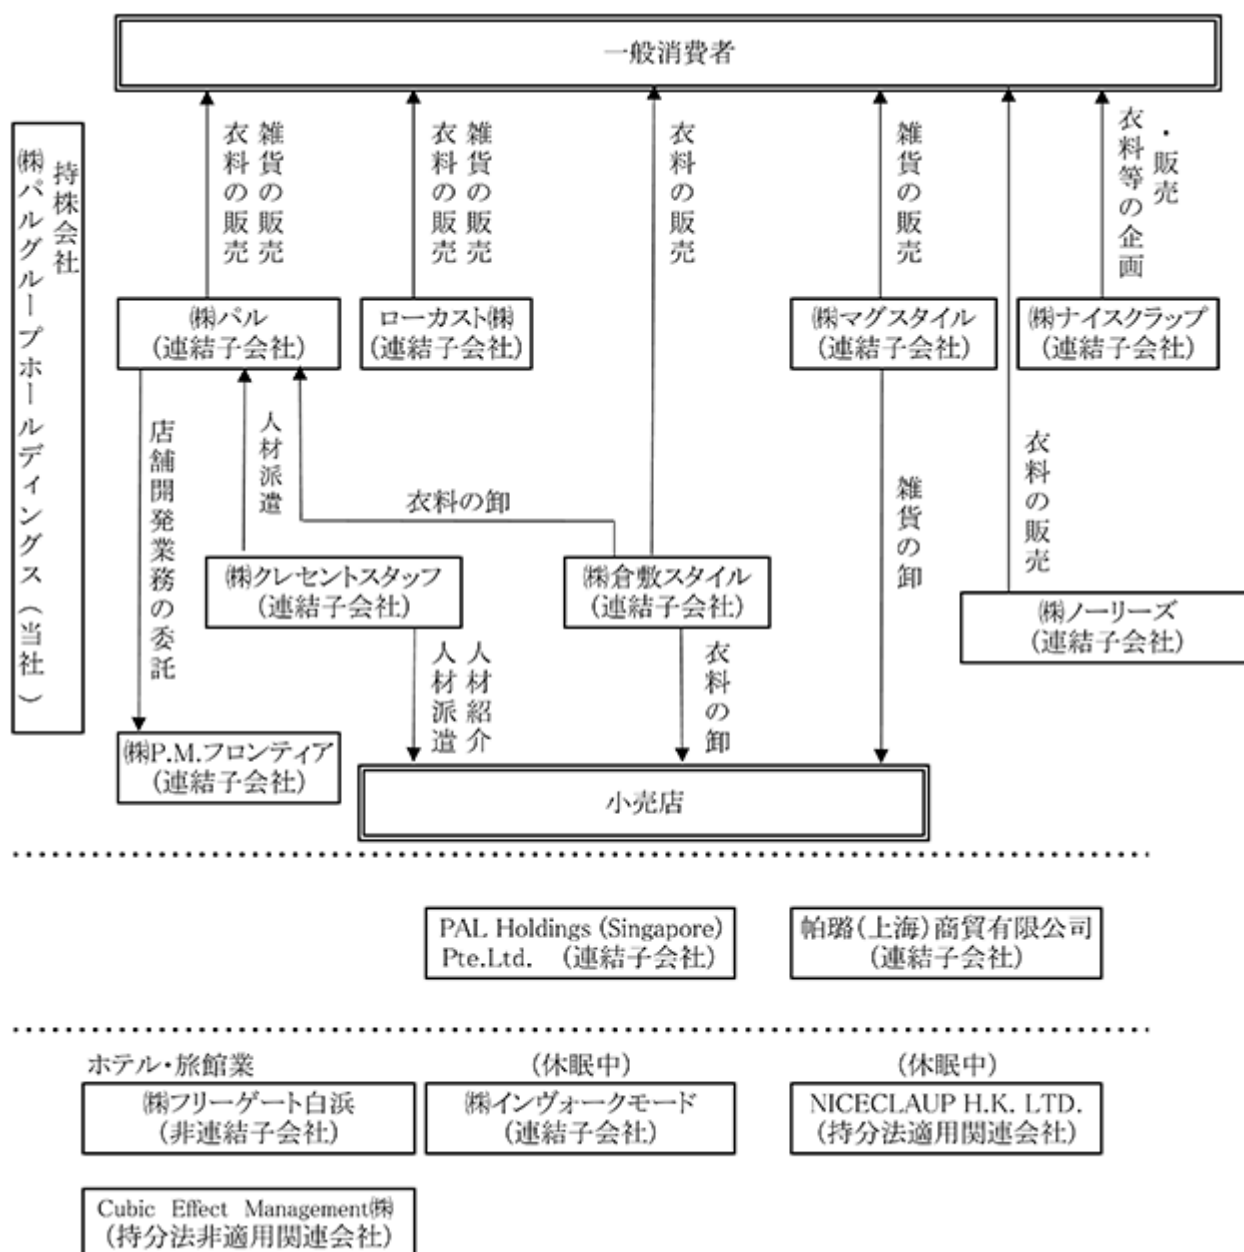 一般消費者
持株会社
㈱パルグループホールディングス（当社）
雑貨の販売
衣料の販売
雑貨の販売
衣料の販売
衣料の販売
雑貨の販売
・販売
衣料等の企画
㈱パル
(連結子会社)
ローカスト㈱
(連結子会社)
㈱マグスタイル
(連結子会社)
㈱ナイスクラップ
(連結子会社)
店舗開発業務の委託
人材派遣
衣料の卸
雑貨の卸
衣料の販売
㈱クレセントスタッフ
(連結子会社)
㈱倉敷スタイル
(連結子会社)
㈱ノーリーズ
(連結子会社)
人材紹介
人材派遣
衣料の卸
㈱P.M.フロンティア
(連結子会社)
小売店
PAL Holdings (Singapore)
Pte.Ltd. (連結子会社)
帕璐(上海)商貿有限公司
(連結子会社)
ホテル・旅館業
㈱フリーゲート白浜
(非連結子会社)
(休眠中)
㈱インヴォークモード
(連結子会社)
(休眠中)
NICECLAUP H.K. LTD.
(持分法適用関連会社)
Cubic Effect Management㈱
(持分法非適用関連会社)